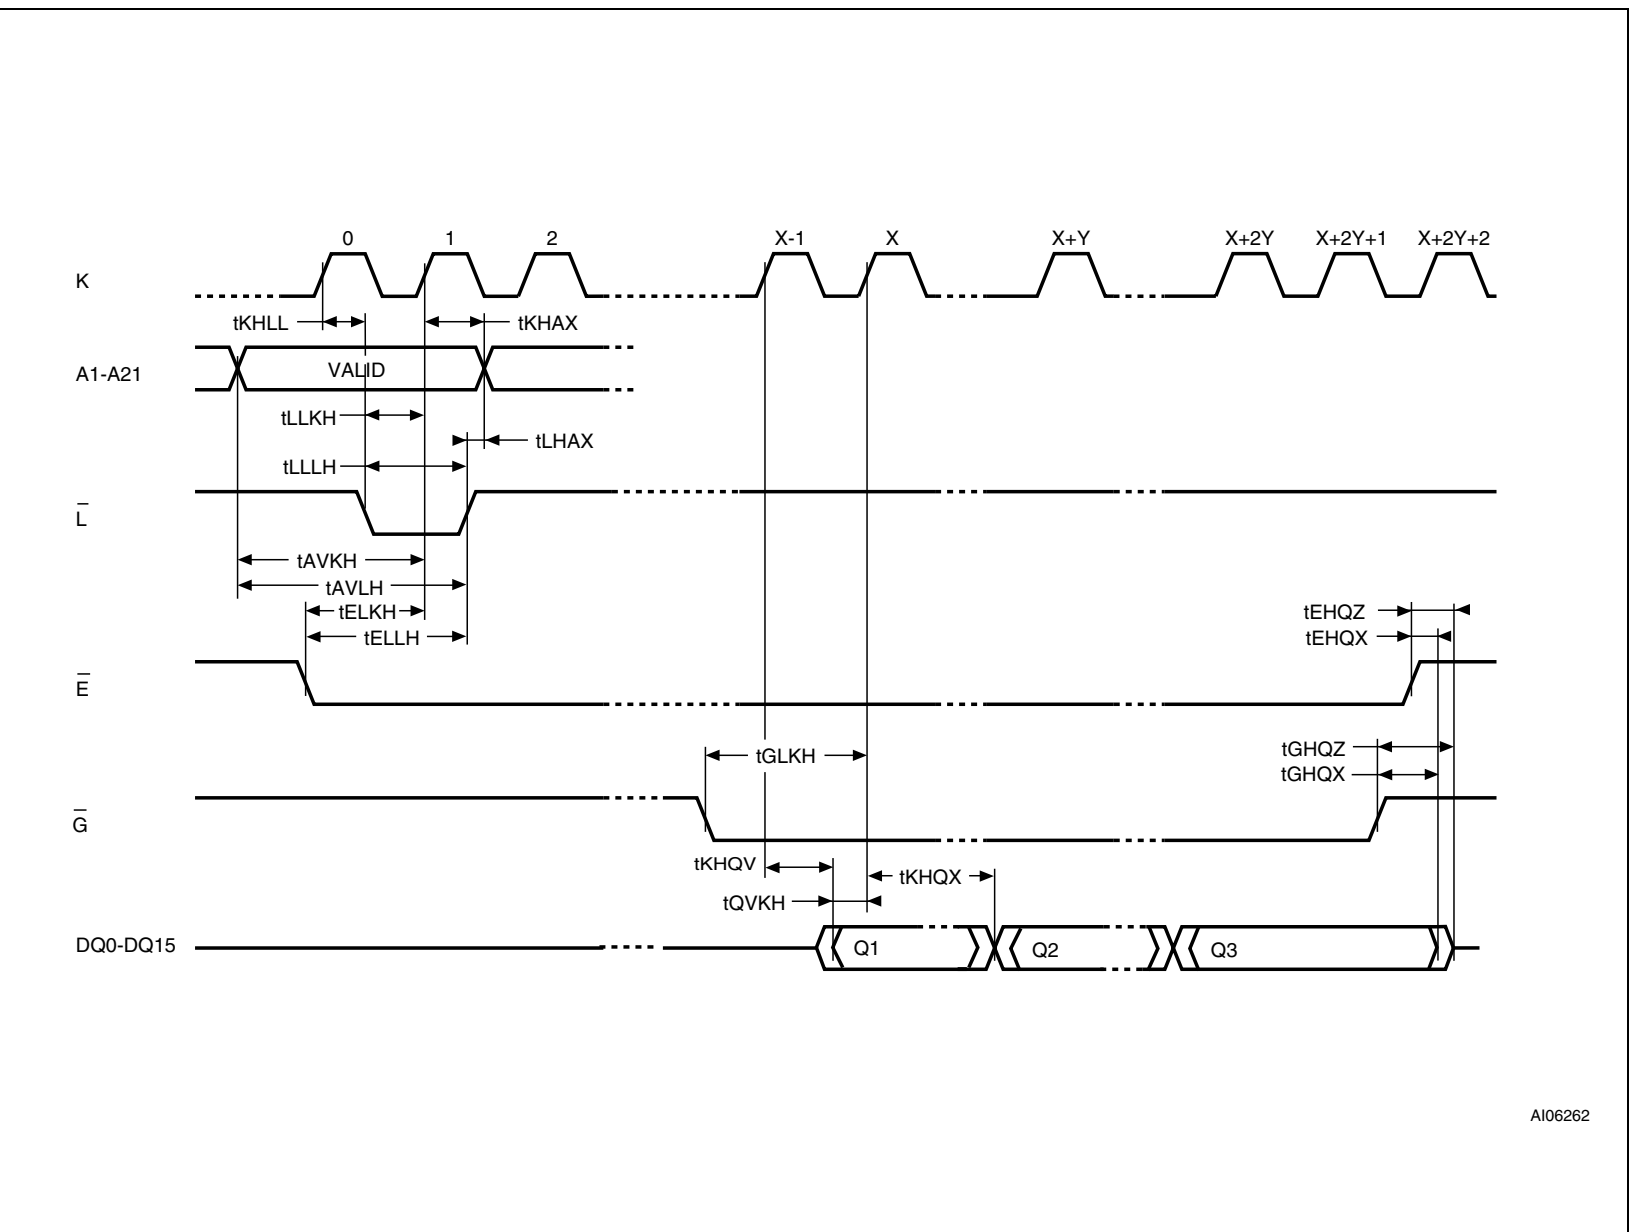 0 1 2 X-1 X X+Y X+2Y X+2Y+1 X+2Y+2
K
tKHLL tKHAX
A1-A21 VALID
tLLKH
tLHAX
tLLLH
L
tAVKH
tAVLH
tELKH tEHQZ
tELLH tEHQX
E
tGLKH tGHQZ
tGHQX
G
tKHQV
tKHQX
tQVKH
DQ0-DQ15 Q1 Q2 Q3
AI06262